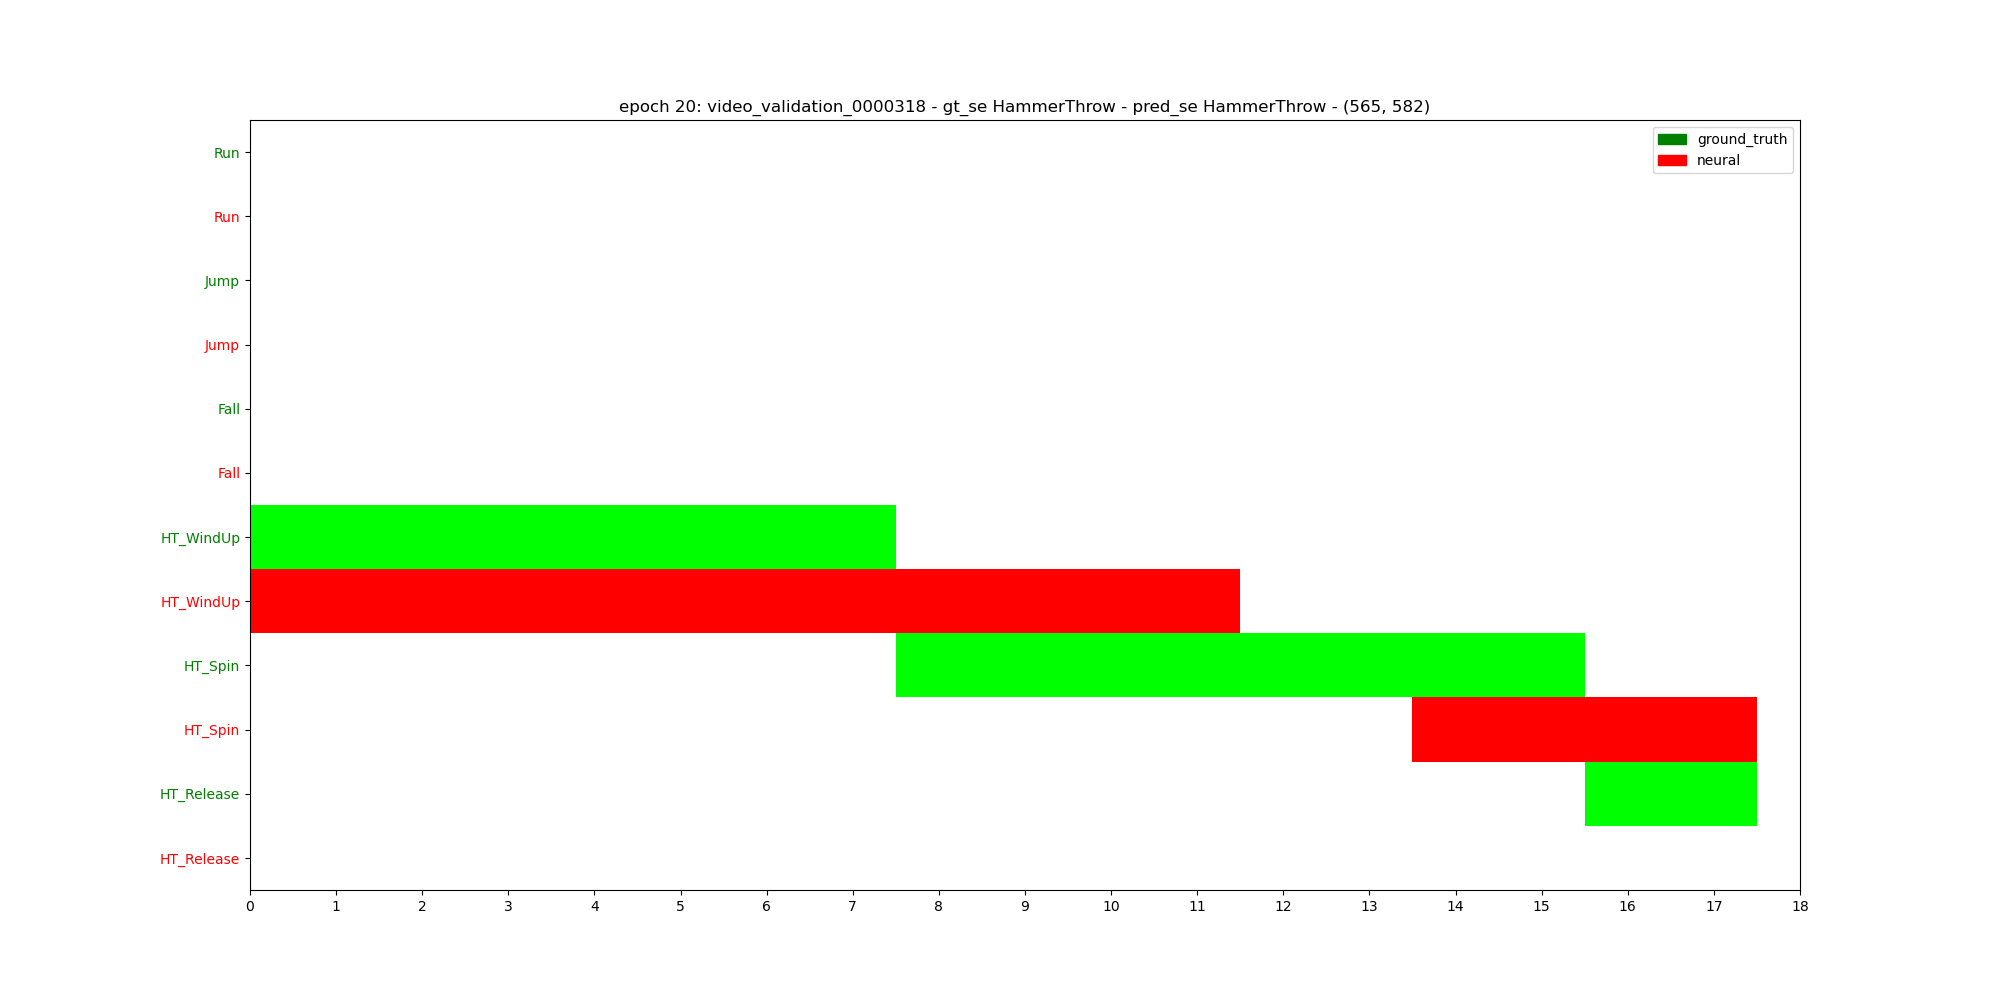 epoch 20: video_validation_0000318 - gt_se HammerThrow - pred_se HammerThrow - (565, 582)
ground_truth
neural
Run
Run
Jump
Jump
Fall
Fall
HT_WindUp
HT_WindUp
HT_Spin
HT_Spin
HT_Release
HT_Release
0 1 2 3 4 5 6 7 8 9 10 11 12 13 14 15 16 17 18